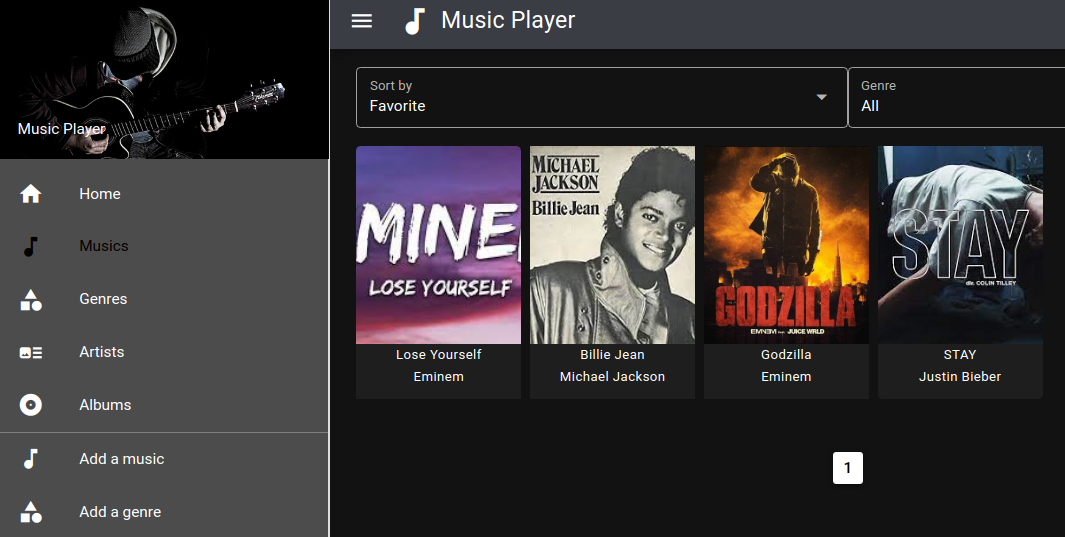 Music Player
Home
Musics
Genres
Artists
Albums
Add a music
Add a genre
Music Player
Sort by
Favorite
Genre
All
MINE
LOSE YOURSELF
Lose Yourself
Eminem
MICHAEL
JACKSON
Billie Jean
Billie Jean
Michael Jackson
GODZILLA
EMINEM feat. JUICE WRLD
Godzilla
Eminem
STAY
dir. COLIN TILLEY
STAY
Justin Bieber
1